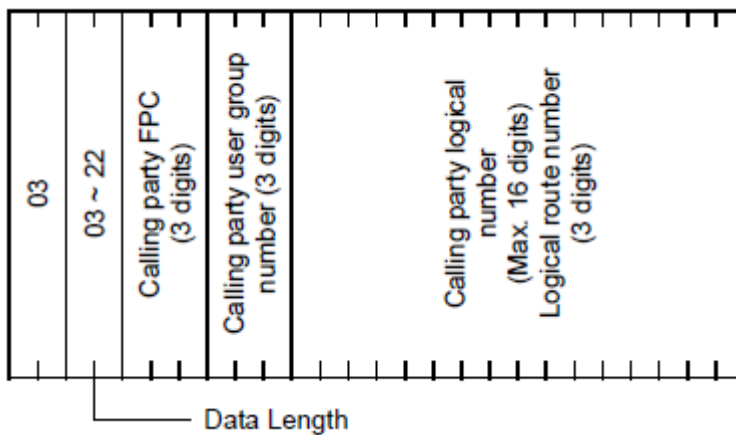 03
03 ~ 22
Calling party FPC
(3 digits)
Calling party user group
number (3 digits)
Calling party logical
number
(Max. 16 digits)
Logical route number
(3 digits)
Data Length